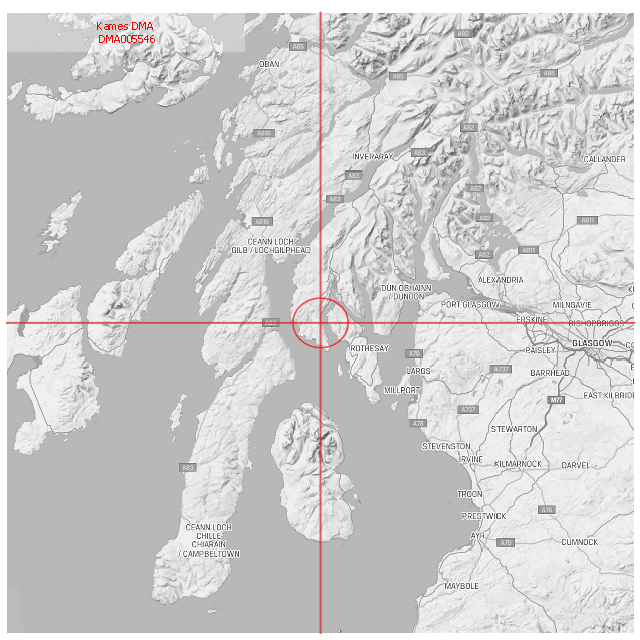 Kames DMA
DMA005546
A82
A85
OBAN
A85
A85
A82
A816
INVERARAY
A83
CALLANDER
A83
A82
A83
A816
A82
A811
CEANN LOCH
GILB / LOCHGILPHEAD
A82
A811
ALEXANDRIA
DUN OBHAINN
/ DUNOON
PORT GLASGOW
MILNGAVIE
ERSKINE
BISHOPBRIGGS
A83
GLASGOW
ROTHESAY
A78
PAISLEY
LARGS
A737
BARRHEAD
MILLPORT
EAST KILBRIDE
M77
A737
A78
STEWARTON
STEVENSTON
IRVINE
KILMARNOCK
DARVEL
A83
TROON
A76
PRESTWICK
CEANN LOCH
CHILLE
CHIARAIN
/ CAMPBELTOWN
AYR
A70
CUMNOCK
MAYBOLE